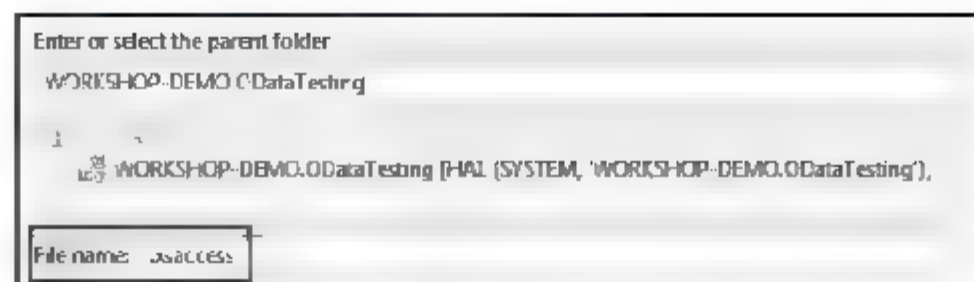 Enter or select the parent folder
WORKSHOP-DEMO.ODataTesting
WORKSHOP-DEMO.ODataTesting [HA1 (SYSTEM, 'WORKSHOP-DEMO.ODataTesting'),
File name: .xsaccess